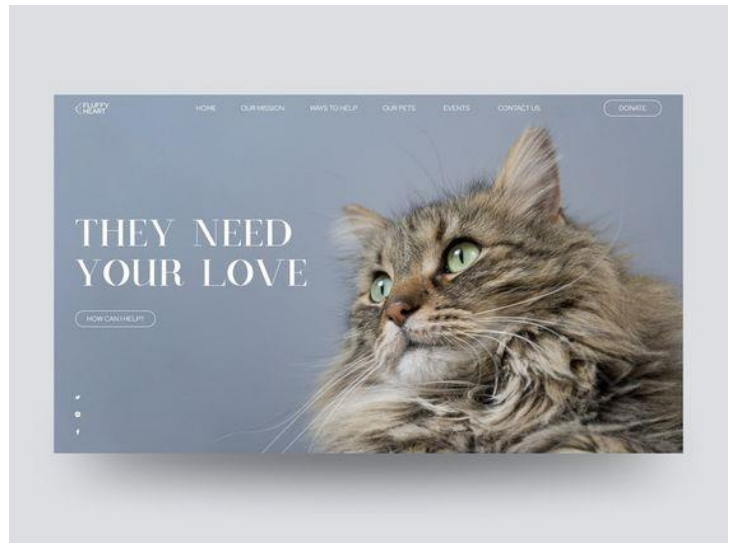 FLUFFY
HEART
HOME OUR MISSION WAYS TO HELP OUR PETS EVENTS CONTACT US DONATE
THEY NEED
YOUR LOVE
HOW CAN I HELP?